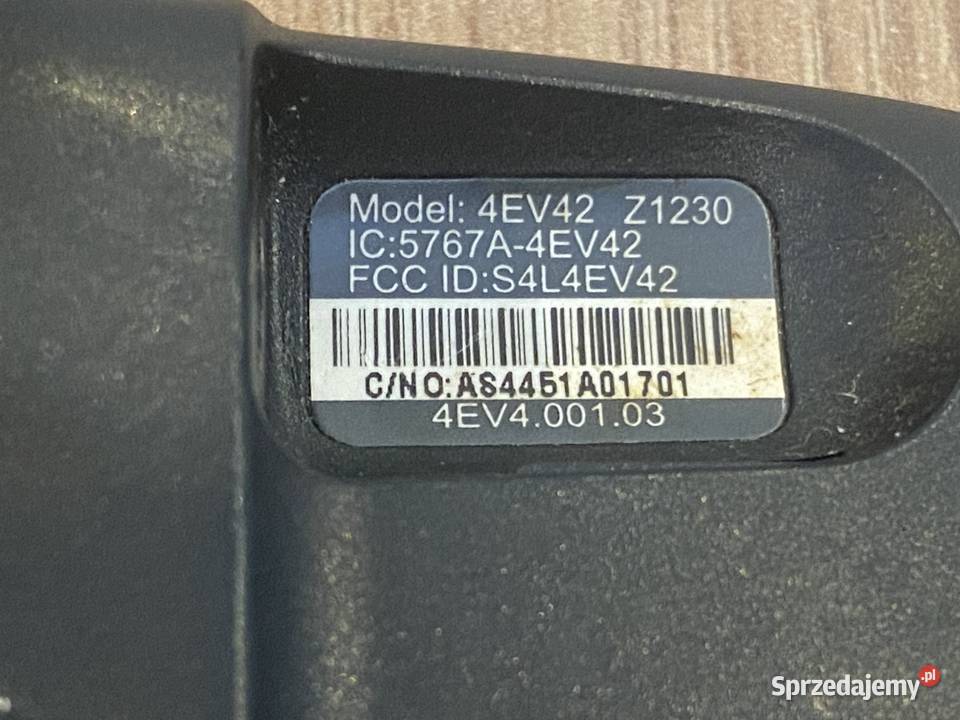 Model: 4EV42 Z1230
IC:5767A-4EV42
FCC ID:S4L4EV42
C/NO:AS4451A01701
4EV4.001.03
Sprzedajemy.pl